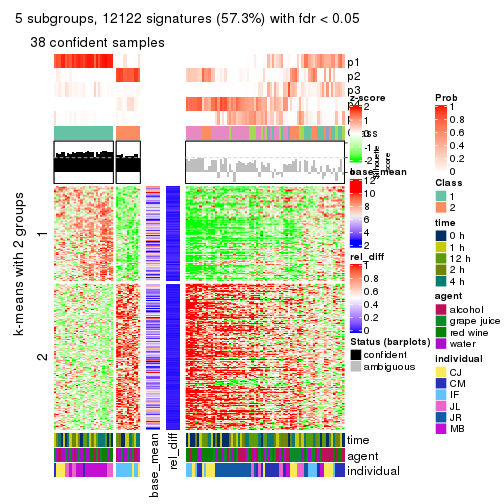 5 subgroups, 12122 signatures (57.3%) with fdr < 0.05
38 confident samples
p1
p2
p3
z-score
2
1
0
-1
-2
Silhouette
score
base_mean
12
10
8
6
4
2
rel_diff
1
0.8
0.6
0.4
0.2
0
Status (barplots)
confident
ambiguous
Prob
1
0.8
0.6
0.4
0.2
0
Class
1
2
time
0 h
1 h
12 h
2 h
4 h
agent
alcohol
grape juice
red wine
water
individual
CJ
CM
IF
JL
JR
MB
k-means with 2 groups
1
2
time
agent
individual
base_mean
rel_diff